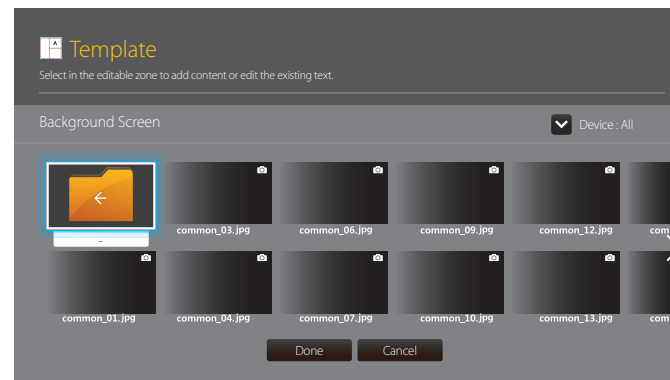 A
Template
Select in the editable zone to add content or edit the existing text.
Background Screen
Device : All
..
common_03.jpg
common_06.jpg
common_09.jpg
common_12.jpg
com
common_01.jpg
common_04.jpg
common_07.jpg
common_10.jpg
common_13.jpg
com
Done
Cancel